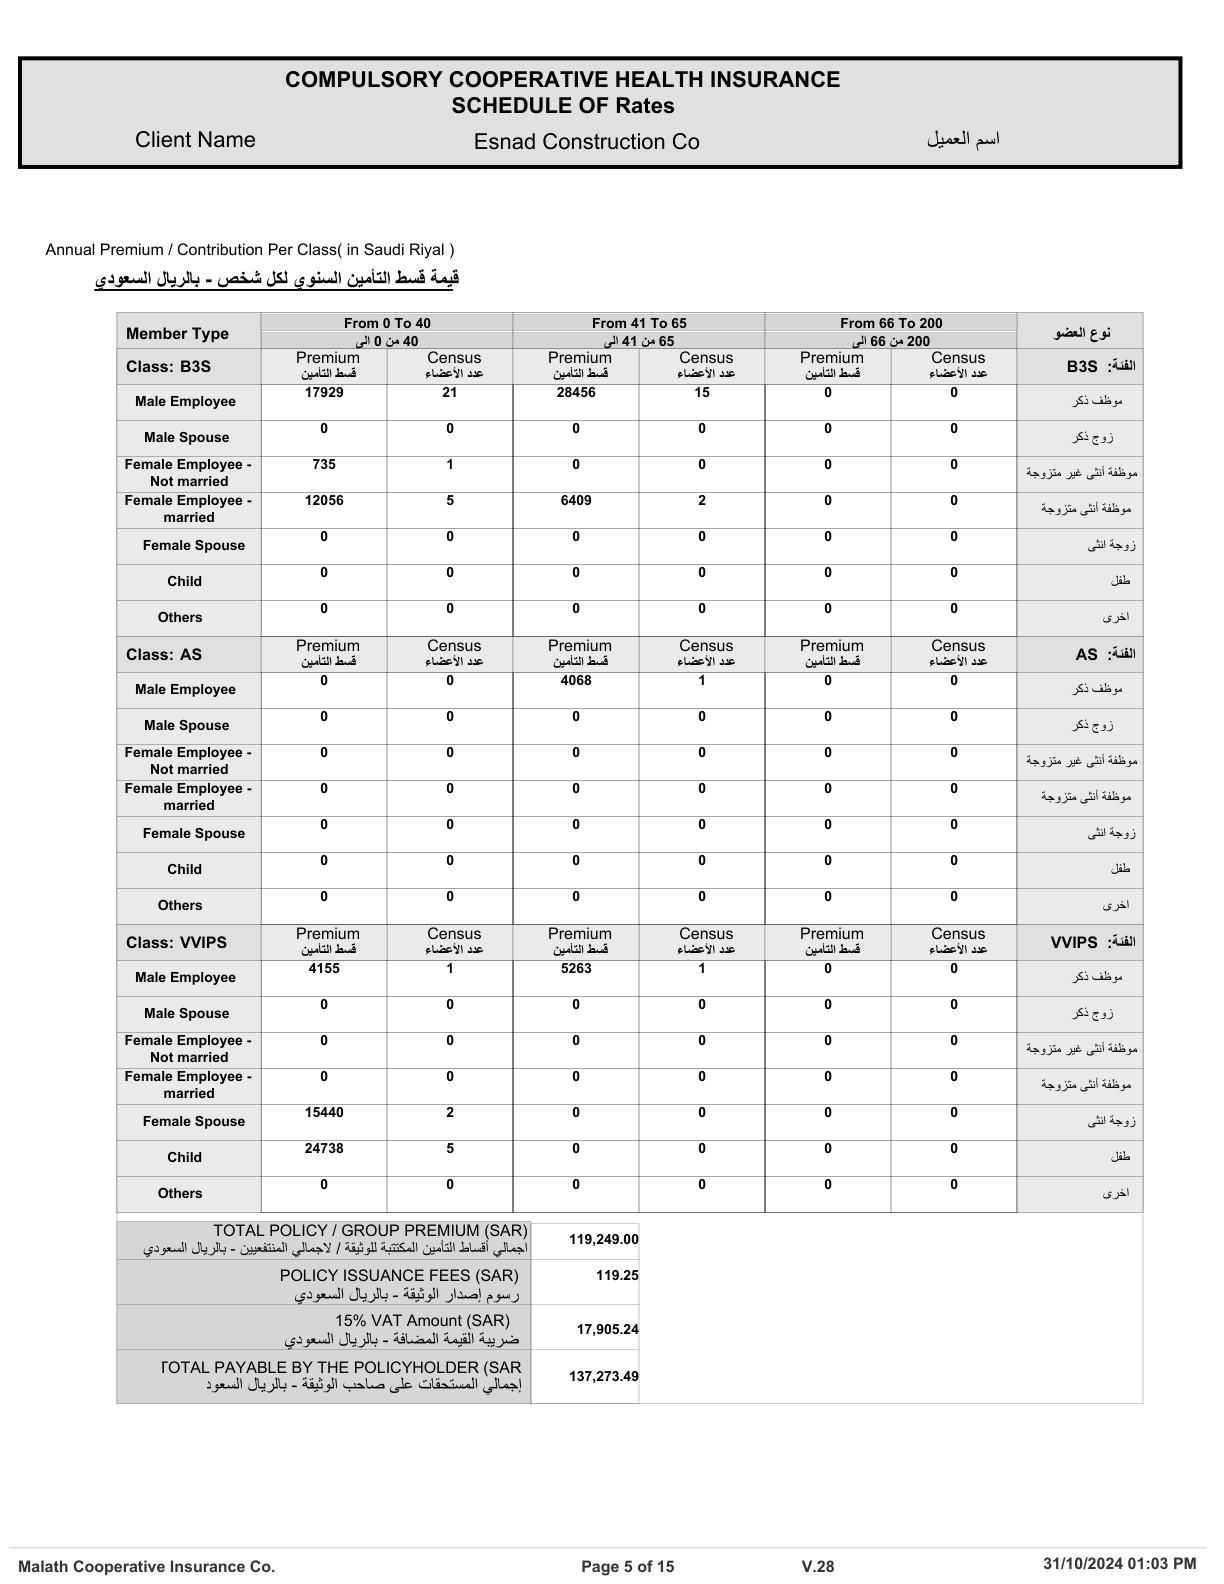 COMPULSORY COOPERATIVE HEALTH INSURANCE
SCHEDULE OF Rates
Client Name Esnad Construction Co اسم العميل
Annual Premium / Contribution Per Class( in Saudi Riyal )
قيمة قسط التأمين السنوي لكل شخص - بالريال السعودي
Member Type From 0 To 40 From 41 To 65 From 66 To 200 نوع العضو
40 من 0 الى 65 من 41 الى 200 من 66 الى
Class: B3S Premium Census Premium Census Premium Census الفئة: B3S
قسط التأمين عدد الأعضاء قسط التأمين عدد الأعضاء قسط التأمين عدد الأعضاء
Male Employee 17929 21 28456 15 0 0 موظف ذكر
Male Spouse 0 0 0 0 0 0 زوج ذكر
Female Employee - Not married 735 1 0 0 0 0 موظفة أنثى غير متزوجة
Female Employee - married 12056 5 6409 2 0 0 موظفة أنثى متزوجة
Female Spouse 0 0 0 0 0 0 زوجة انثى
Child 0 0 0 0 0 0 طفل
Others 0 0 0 0 0 0 اخرى
Class: AS Premium Census Premium Census Premium Census الفئة: AS
قسط التأمين عدد الأعضاء قسط التأمين عدد الأعضاء قسط التأمين عدد الأعضاء
Male Employee 0 0 4068 1 0 0 موظف ذكر
Male Spouse 0 0 0 0 0 0 زوج ذكر
Female Employee - Not married 0 0 0 0 0 0 موظفة أنثى غير متزوجة
Female Employee - married 0 0 0 0 0 0 موظفة أنثى متزوجة
Female Spouse 0 0 0 0 0 0 زوجة انثى
Child 0 0 0 0 0 0 طفل
Others 0 0 0 0 0 0 اخرى
Class: VVIPS Premium Census Premium Census Premium Census الفئة: VVIPS
قسط التأمين عدد الأعضاء قسط التأمين عدد الأعضاء قسط التأمين عدد الأعضاء
Male Employee 4155 1 5263 1 0 0 موظف ذكر
Male Spouse 0 0 0 0 0 0 زوج ذكر
Female Employee - Not married 0 0 0 0 0 0 موظفة أنثى غير متزوجة
Female Employee - married 0 0 0 0 0 0 موظفة أنثى متزوجة
Female Spouse 15440 2 0 0 0 0 زوجة انثى
Child 24738 5 0 0 0 0 طفل
Others 0 0 0 0 0 0 اخرى
TOTAL POLICY / GROUP PREMIUM (SAR) 119,249.00
اجمالي أقساط التأمين المكتتبة للوثيقة / لاجمالي المنتفعيين - بالريال السعودي
POLICY ISSUANCE FEES (SAR) 119.25
رسوم إصدار الوثيقة - بالريال السعودي
15% VAT Amount (SAR) 17,905.24
ضريبة القيمة المضافة - بالريال السعودي
TOTAL PAYABLE BY THE POLICYHOLDER (SAR 137,273.49
إجمالي المستحقات على صاحب الوثيقة - بالريال السعود
Malath Cooperative Insurance Co. Page 5 of 15 V.28 31/10/2024 01:03 PM